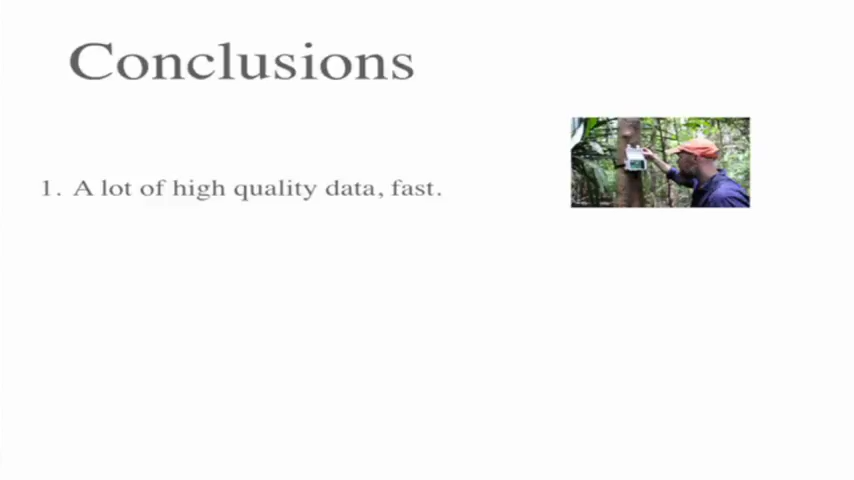 Conclusions
1. A lot of high quality data, fast.